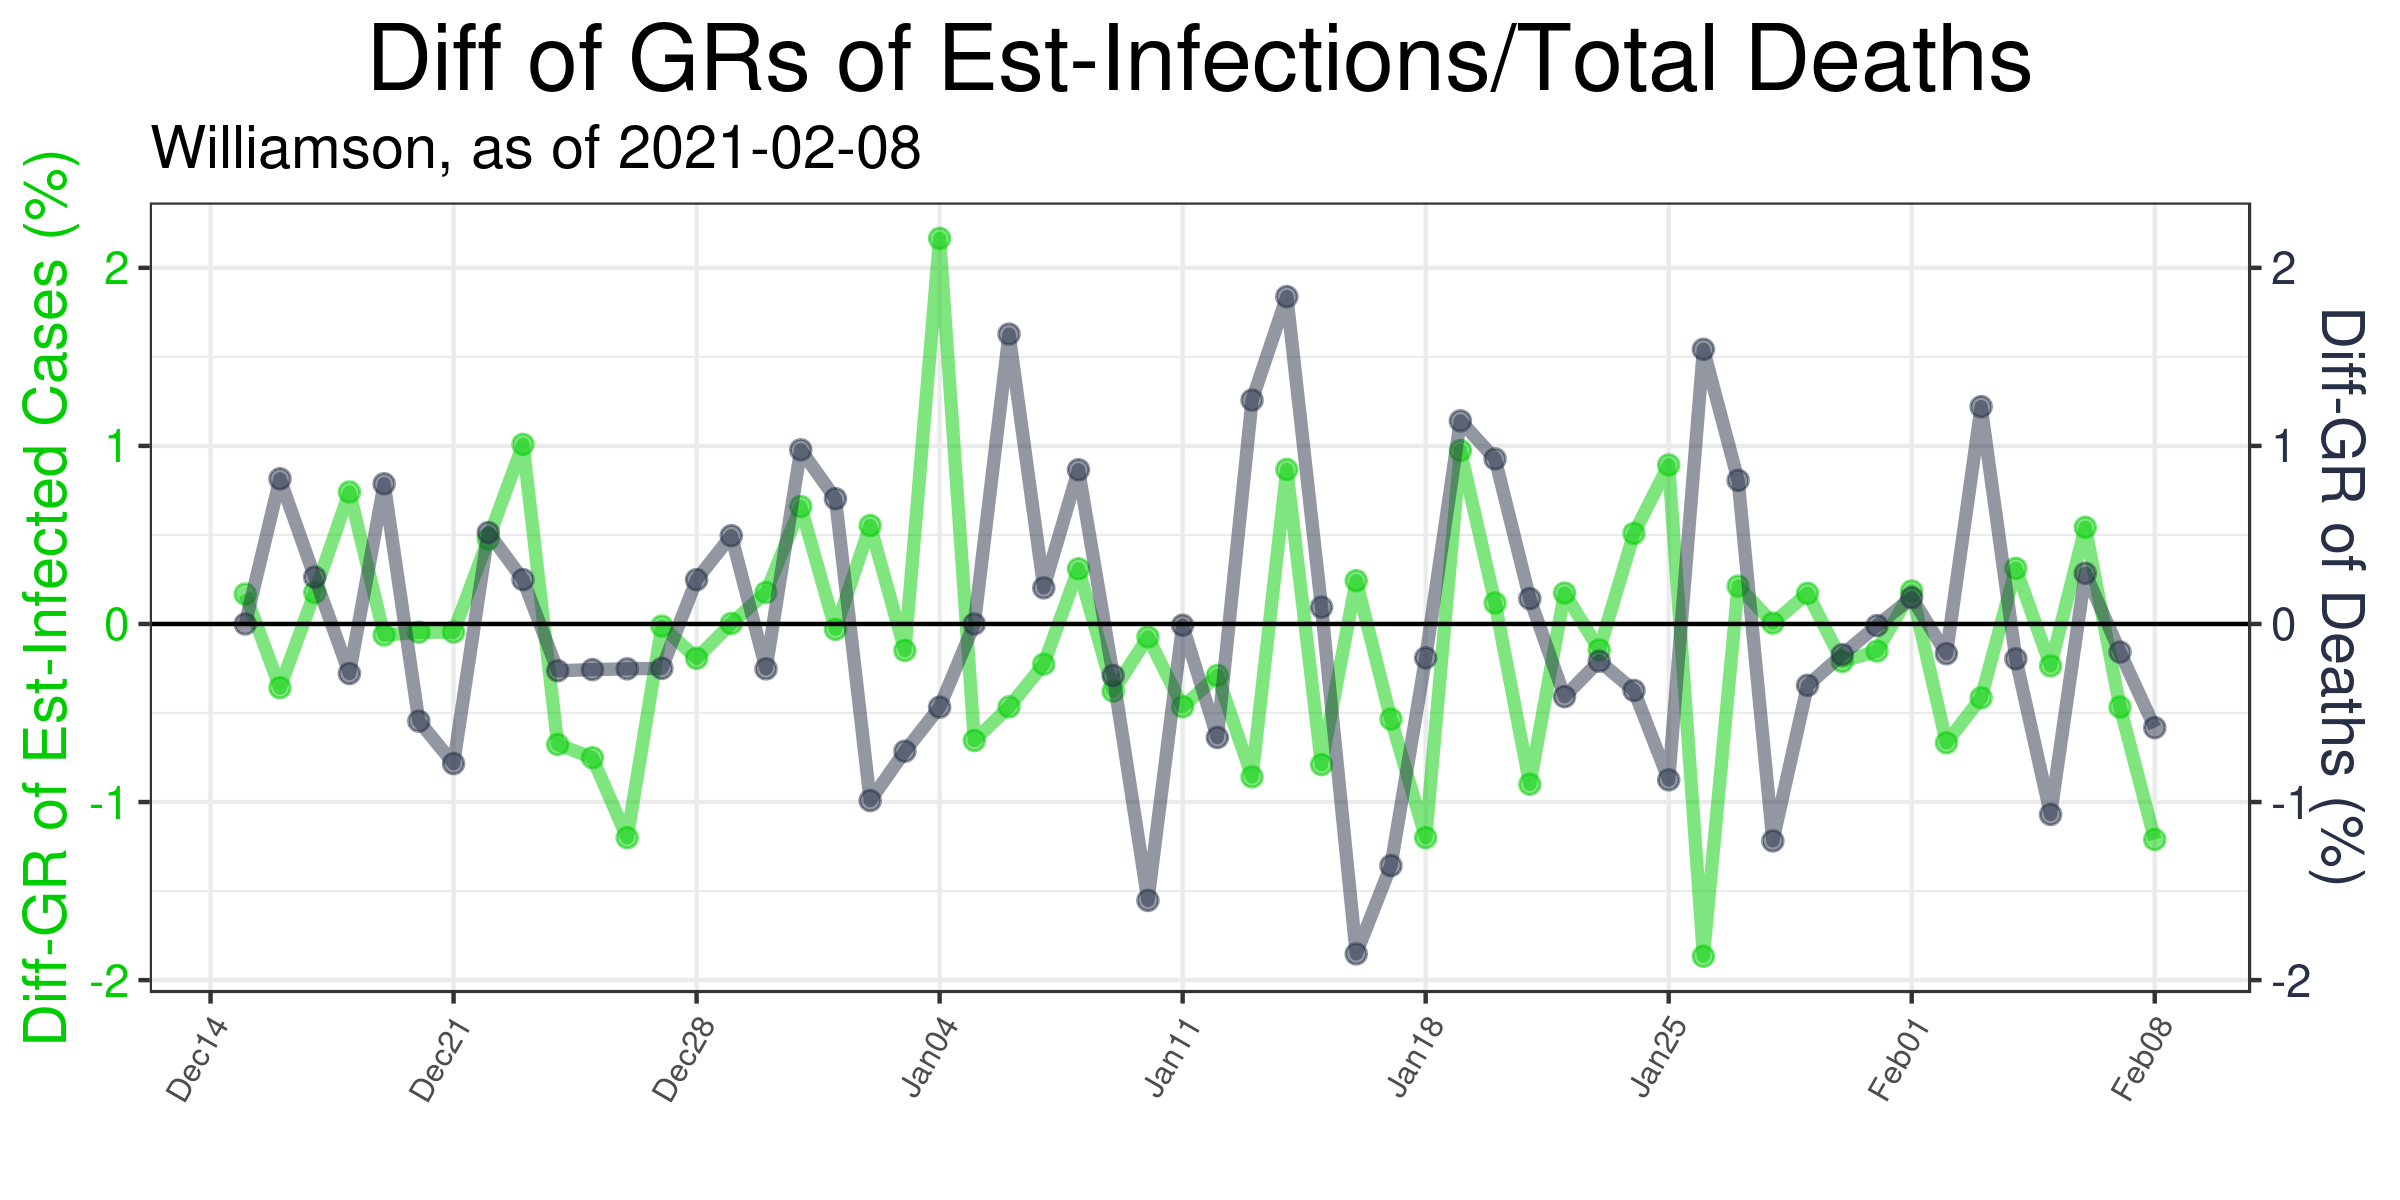 Diff of GRs of Est-Infections/Total Deaths
Williamson, as of 2021-02-08
Diff-GR of Est-Infected Cases (%)
2
1
0
-1
-2
2
1
0
-1
-2
Diff-GR of Deaths (%)
Dec14
Dec21
Dec28
Jan04
Jan11
Jan18
Jan25
Feb01
Feb08